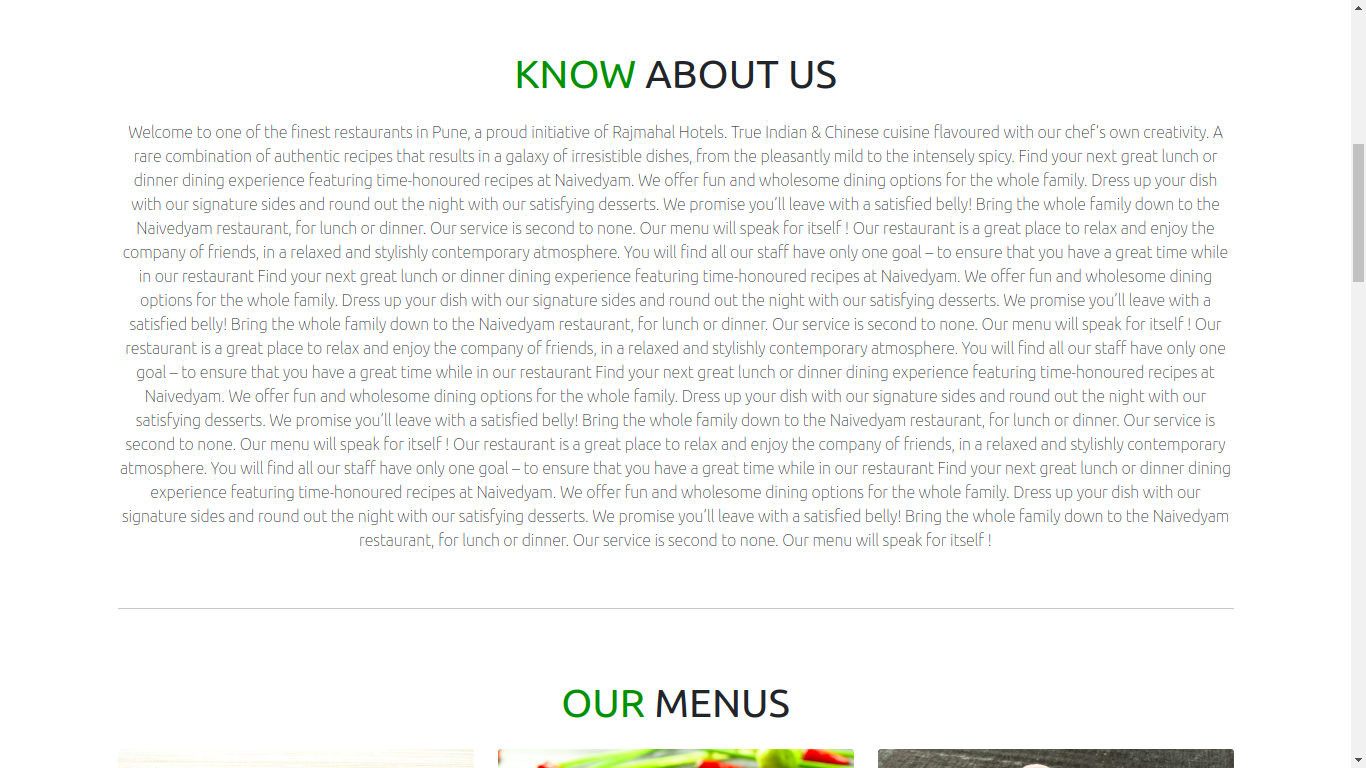 KNOW ABOUT US
Welcome to one of the finest restaurants in Pune, a proud initiative of Rajmahal Hotels. True Indian & Chinese cuisine flavoured with our chef’s own creativity. A
rare combination of authentic recipes that results in a galaxy of irresistible dishes, from the pleasantly mild to the intensely spicy. Find your next great lunch or
dinner dining experience featuring time-honoured recipes at Naivedyam. We offer fun and wholesome dining options for the whole family. Dress up your dish
with our signature sides and round out the night with our satisfying desserts. We promise you’ll leave with a satisfied belly! Bring the whole family down to the
Naivedyam restaurant, for lunch or dinner. Our service is second to none. Our menu will speak for itself ! Our restaurant is a great place to relax and enjoy the
company of friends, in a relaxed and stylishly contemporary atmosphere. You will find all our staff have only one goal – to ensure that you have a great time while
in our restaurant Find your next great lunch or dinner dining experience featuring time-honoured recipes at Naivedyam. We offer fun and wholesome dining
options for the whole family. Dress up your dish with our signature sides and round out the night with our satisfying desserts. We promise you’ll leave with a
satisfied belly! Bring the whole family down to the Naivedyam restaurant, for lunch or dinner. Our service is second to none. Our menu will speak for itself ! Our
restaurant is a great place to relax and enjoy the company of friends, in a relaxed and stylishly contemporary atmosphere. You will find all our staff have only one
goal – to ensure that you have a great time while in our restaurant Find your next great lunch or dinner dining experience featuring time-honoured recipes at
Naivedyam. We offer fun and wholesome dining options for the whole family. Dress up your dish with our signature sides and round out the night with our
satisfying desserts. We promise you’ll leave with a satisfied belly! Bring the whole family down to the Naivedyam restaurant, for lunch or dinner. Our service is
second to none. Our menu will speak for itself ! Our restaurant is a great place to relax and enjoy the company of friends, in a relaxed and stylishly contemporary
atmosphere. You will find all our staff have only one goal – to ensure that you have a great time while in our restaurant Find your next great lunch or dinner dining
experience featuring time-honoured recipes at Naivedyam. We offer fun and wholesome dining options for the whole family. Dress up your dish with our
signature sides and round out the night with our satisfying desserts. We promise you’ll leave with a satisfied belly! Bring the whole family down to the Naivedyam
restaurant, for lunch or dinner. Our service is second to none. Our menu will speak for itself !
OUR MENUS